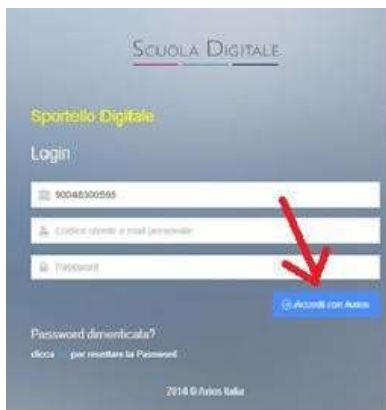 SCUOLA DIGITALE
Sportello Digitale
Login
90048300595
Codice utente o mail personale
Password
Accedi con Axios
Password dimenticata?
clicca per resettare la Password
2014 © Axios Italia